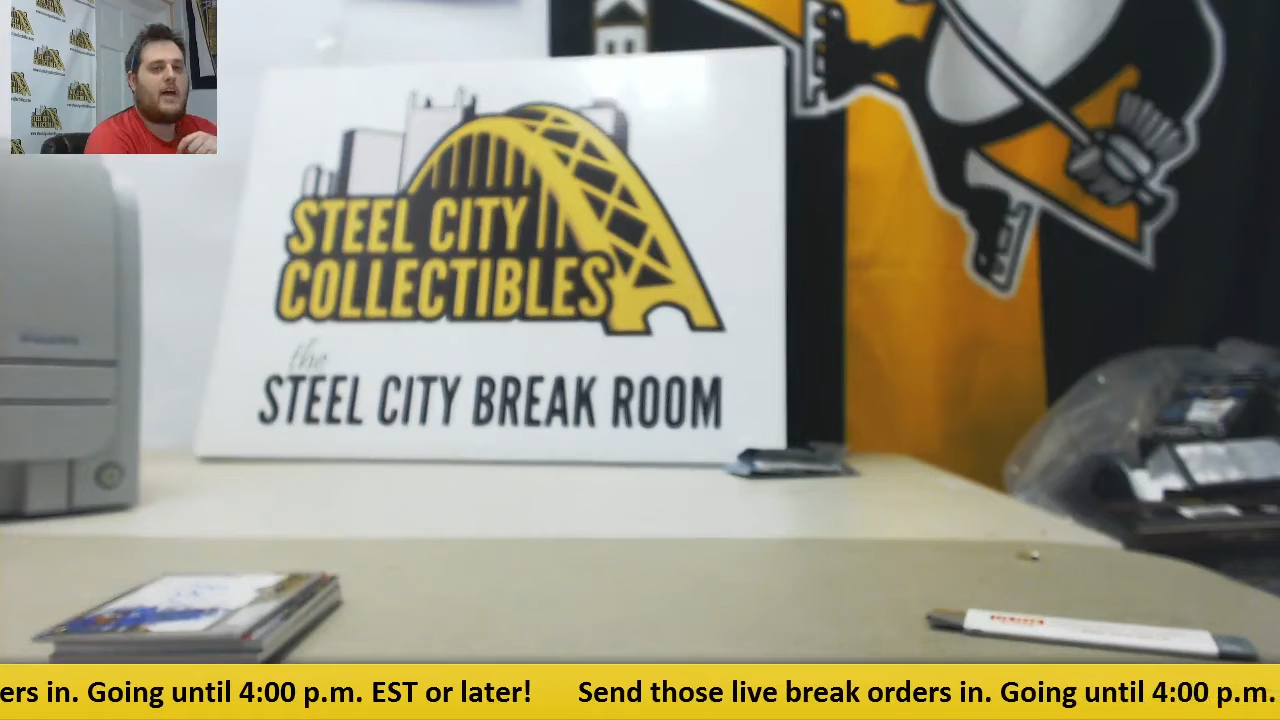 STEEL CITY
COLLECTIBLES
the
STEEL CITY BREAK ROOM
ers in. Going until 4:00 p.m. EST or later! Send those live break orders in. Going until 4:00 p.m.